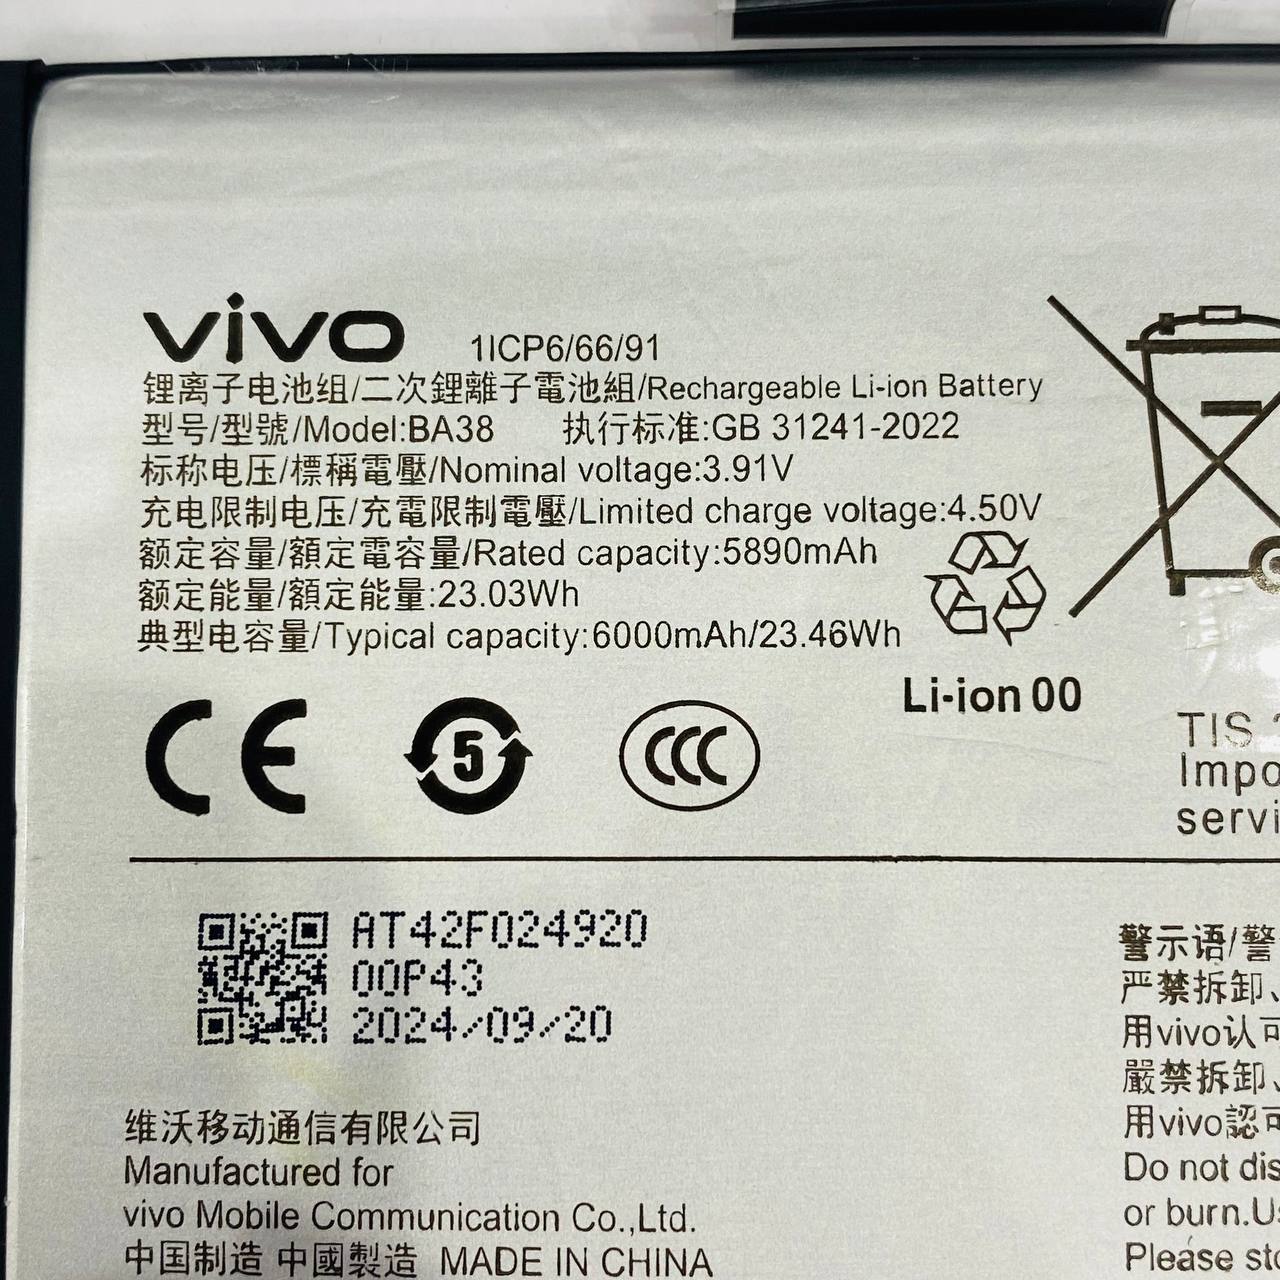 vivo 1ICP6/66/91
锂离子电池组/二次鋰離子電池組/Rechargeable Li-ion Battery
型号/型號/Model:BA38 执行标准:GB 31241-2022
标称电压/標稱電壓/Nominal voltage:3.91V
充电限制电压/充電限制電壓/Limited charge voltage:4.50V
额定容量/額定電容量/Rated capacity:5890mAh
额定能量/額定能量:23.03Wh
典型电容量/Typical capacity:6000mAh/23.46Wh
Li-ion 00
CE 5 CCC
TIS
Impo
servi
AT42F024920
00P43
2024/09/20
维沃移动通信有限公司
Manufactured for
vivo Mobile Communication Co.,Ltd.
中国制造 中國製造 MADE IN CHINA
警示语/警
严禁拆卸、
用vivo认可
嚴禁拆卸、
用vivo認可
Do not dis
or burn.Us
Please sto